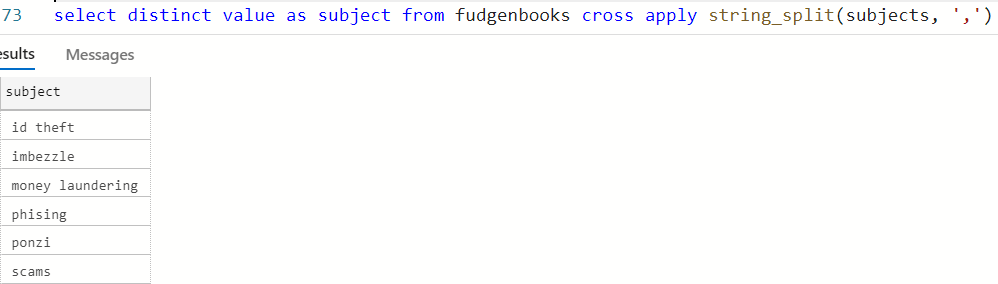 73 select distinct value as subject from fudgenbooks cross apply string_split(subjects, ',')
esults Messages
subject
id theft
imbezzle
money laundering
phising
ponzi
scams